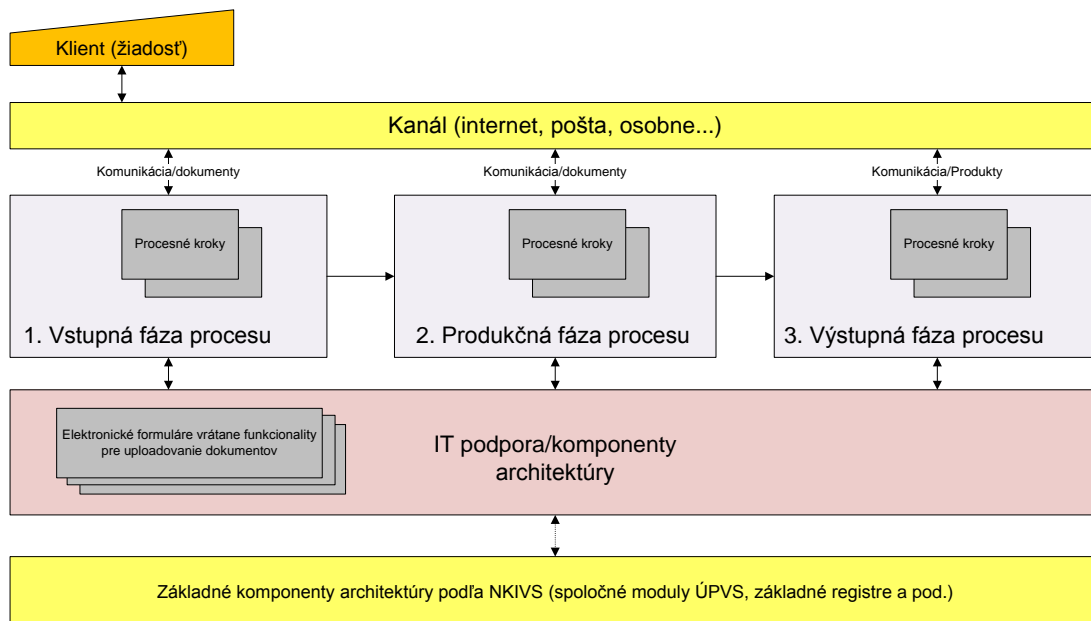 Klient (žiadosť)
Kanál (internet, pošta, osobne...)
Komunikácia/dokumenty
Komunikácia/dokumenty
Komunikácia/Produkty
Procesné kroky
Procesné kroky
Procesné kroky
1. Vstupná fáza procesu
2. Produkčná fáza procesu
3. Výstupná fáza procesu
Elektronické formuláre vrátane funkcionality
pre uploadovanie dokumentov
IT podpora/komponenty
architektúry
Základné komponenty architektúry podľa NKIVS (spoločné moduly ÚPVS, základné registre a pod.)